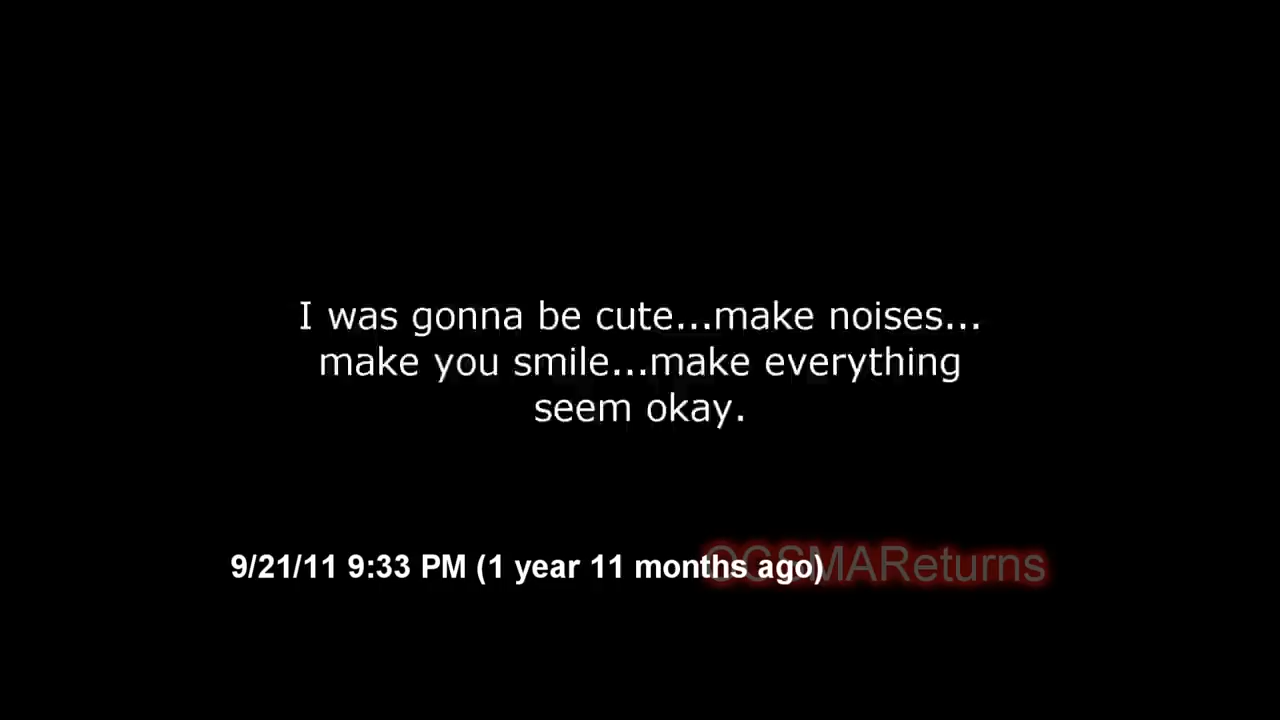 I was gonna be cute...make noises...
make you smile...make everything
seem okay.
9/21/11 9:33 PM (1 year 11 months ago)